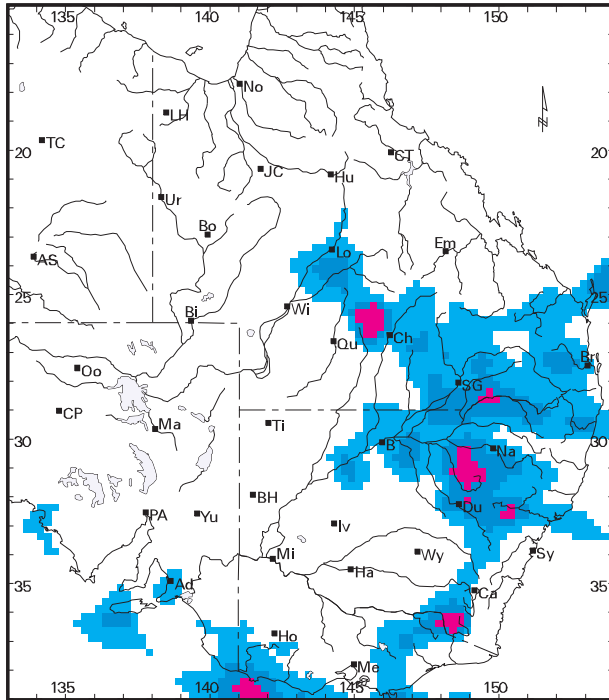 135 140 145 150
No
LH
TC
CT
20 20
JC
Hu
Ur
Bo
Em
Lo
AS
25 25
Wi
Bi
Ch
Qu
Br
Oo
SG
CP
Ma
Ti
30 30
B
Na
BH
Du
PA
Yu
Iv
Wy
Sy
Mi
Ha
35 35
Ad
Ca
Ho
Me
135 140 145 150